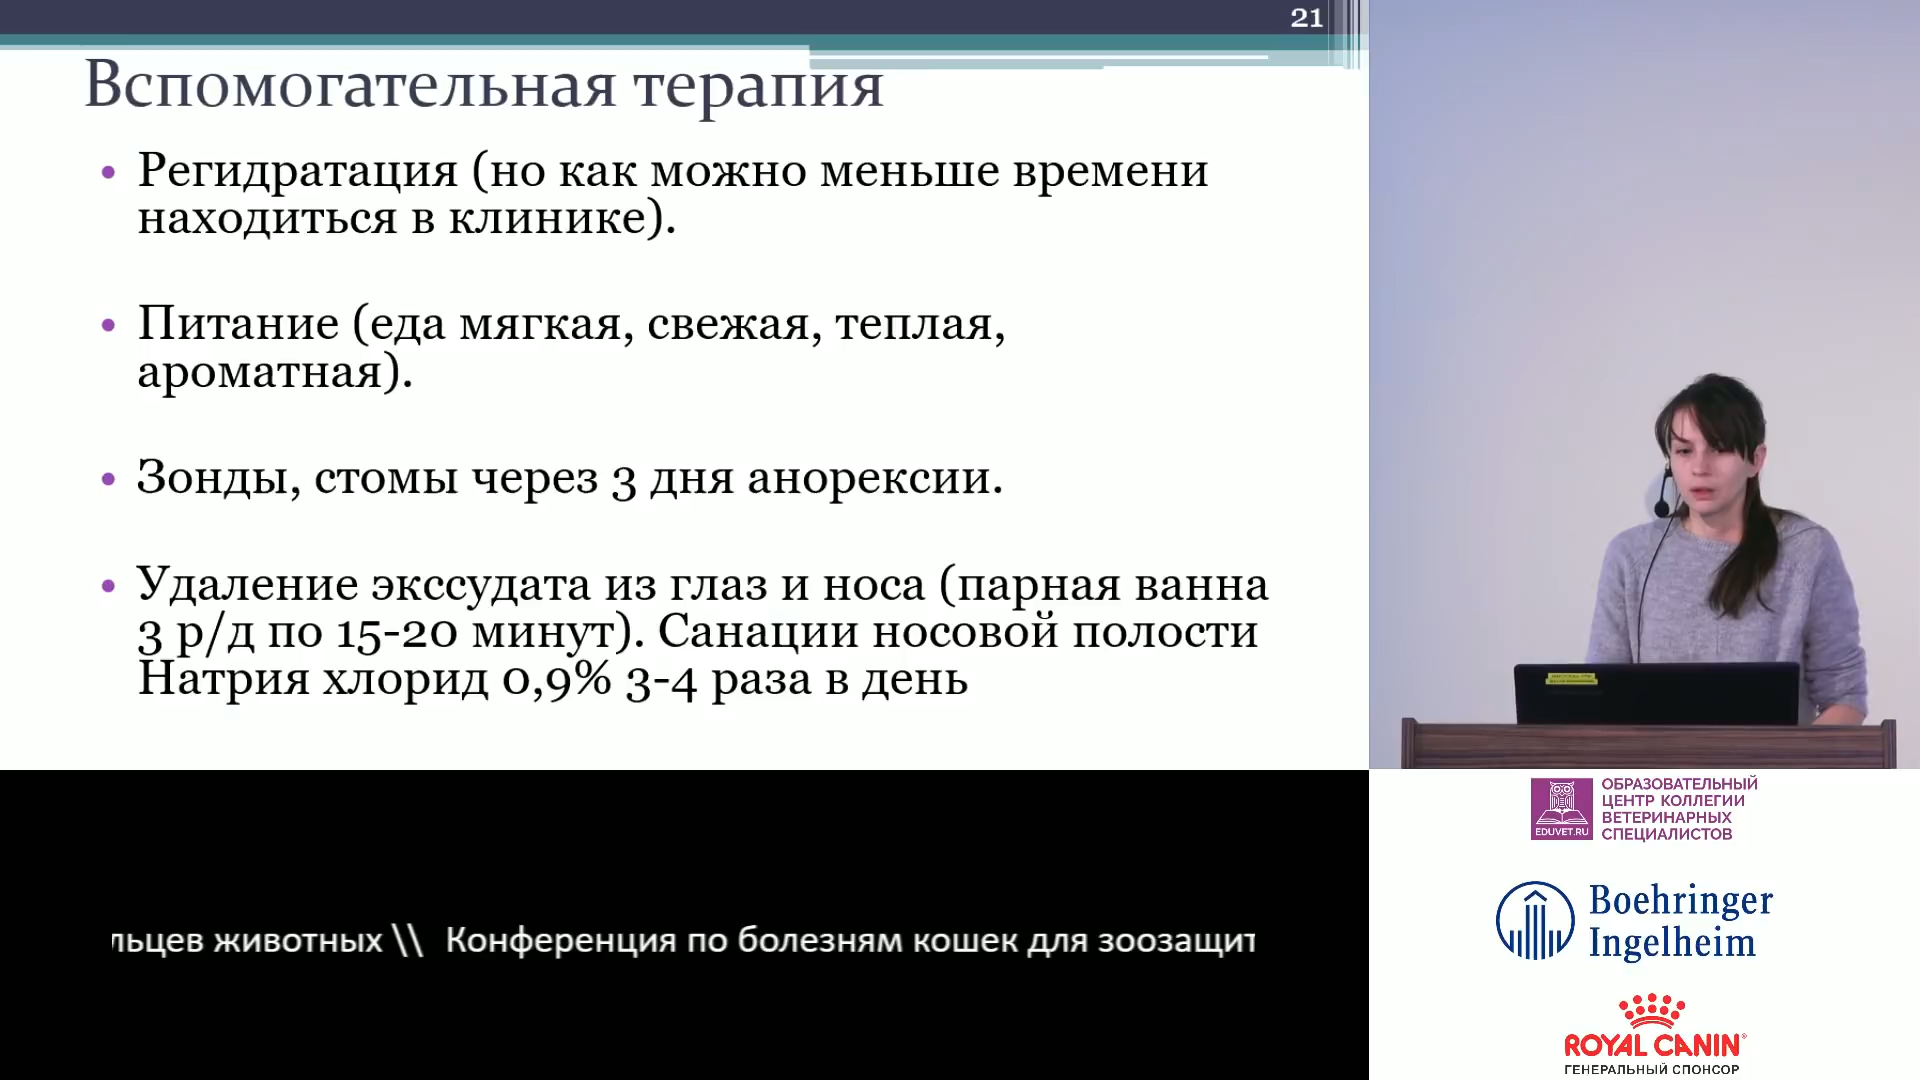 21
Вспомогательная терапия
• Регидратация (но как можно меньше времени
находиться в клинике).
• Питание (еда мягкая, свежая, теплая,
ароматная).
• Зонды, стомы через 3 дня анорексии.
• Удаление экссудата из глаз и носа (парная ванна
3 р/д по 15-20 минут). Санации носовой полости
Натрия хлорид 0,9% 3-4 раза в день
льцев животных \\ Конференция по болезням кошек для зоозащит
EDUVET.RU
ОБРАЗОВАТЕЛЬНЫЙ
ЦЕНТР КОЛЛЕГИИ
ВЕТЕРИНАРНЫХ
СПЕЦИАЛИСТОВ
Boehringer
Ingelheim
ROYAL CANIN
ГЕНЕРАЛЬНЫЙ СПОНСОР